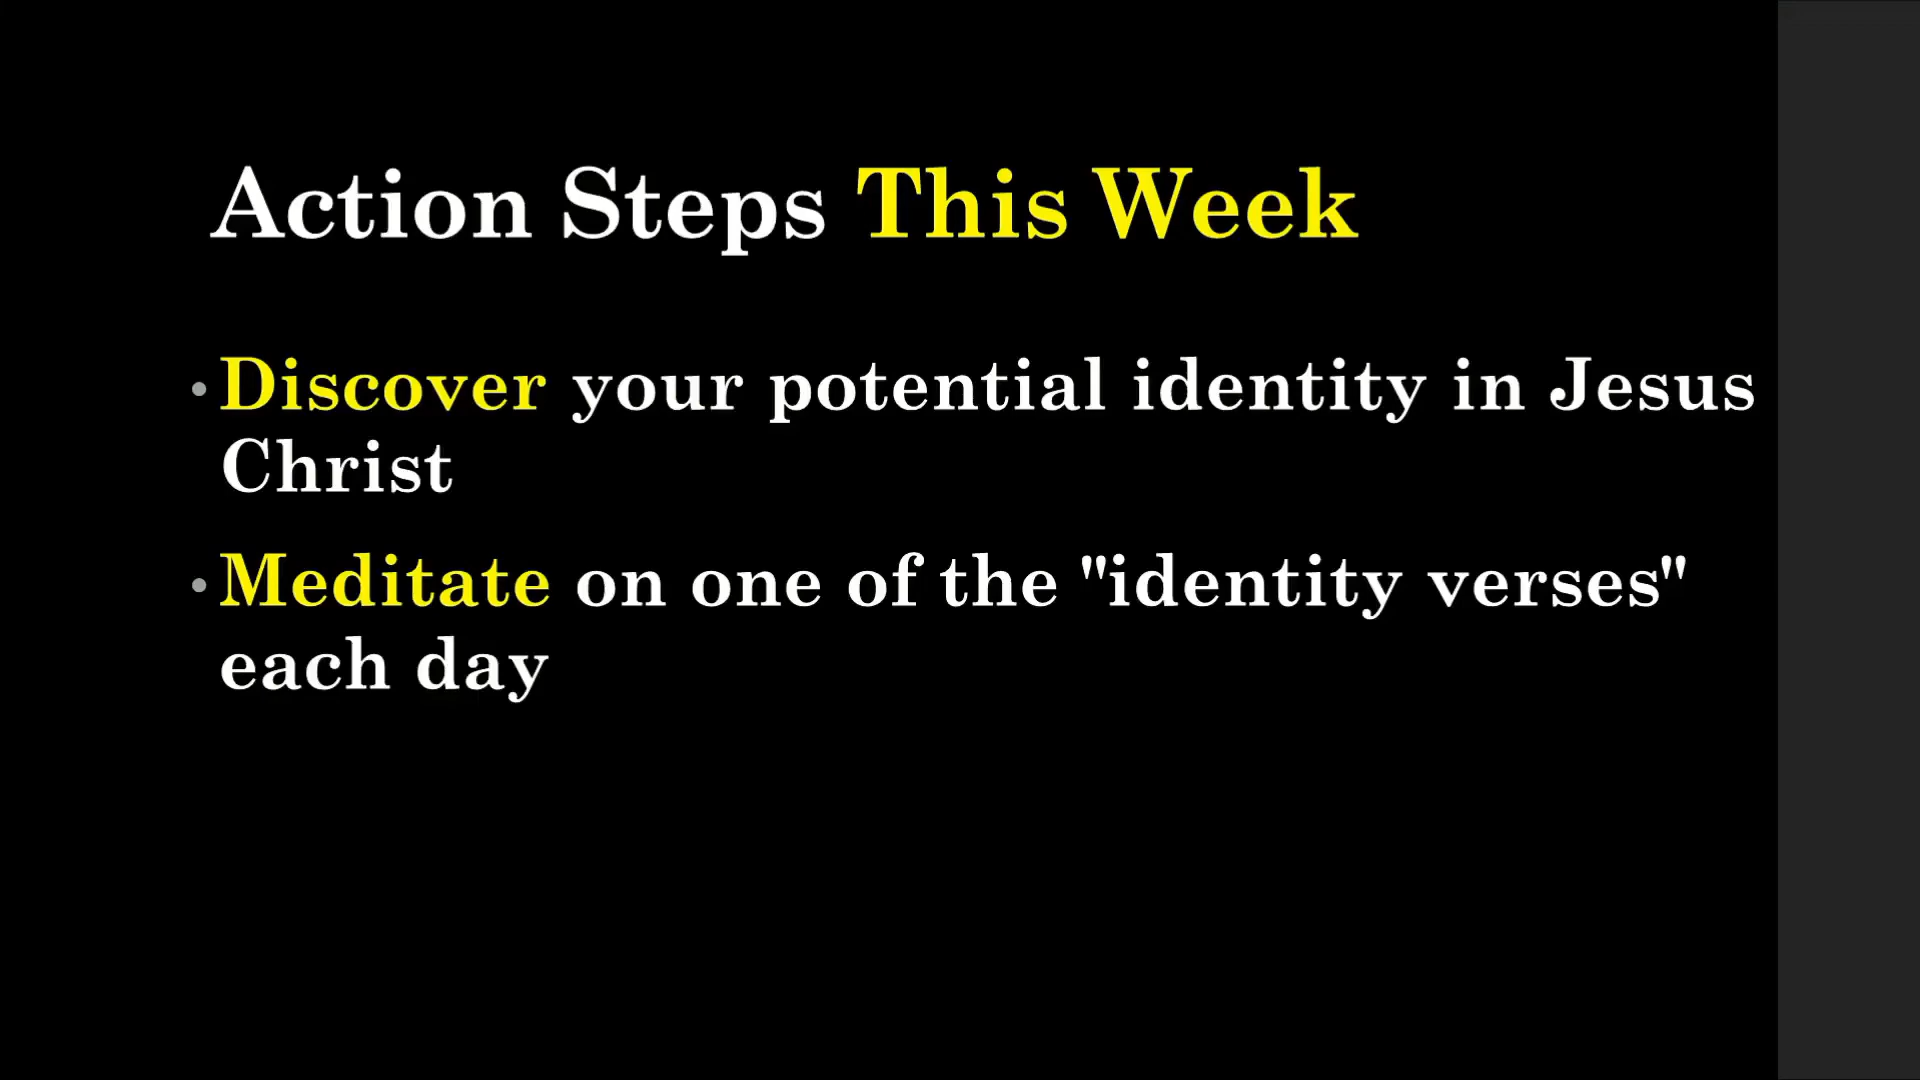 Action Steps This Week
• Discover your potential identity in Jesus
Christ
• Meditate on one of the "identity verses"
each day